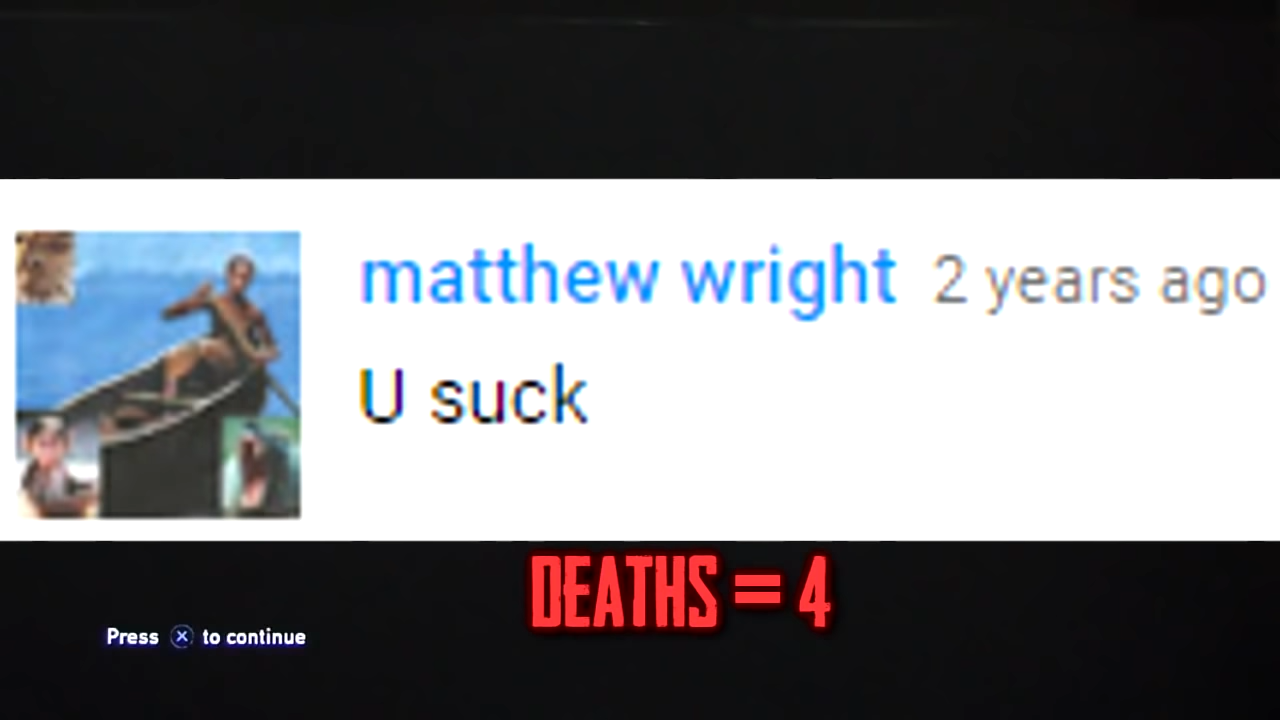 matthew wright 2 years ago
U suck
DEATHS = 4
Press ⓧ to continue